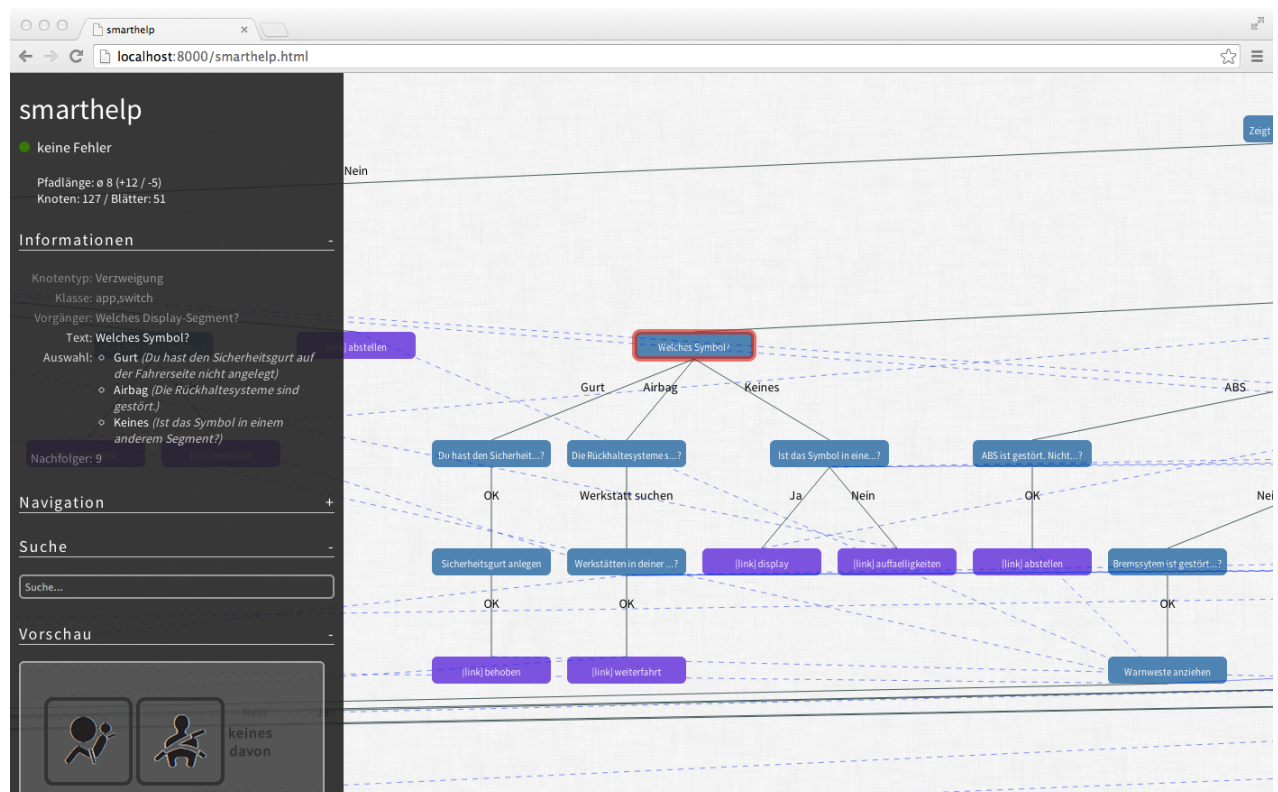 smarthelp
localhost:8000/smarthelp.html
smarthelp
keine Fehler
Pfadlänge: ø 8 (+12 / -5)
Knoten: 127 / Blätter: 51
Informationen -
Knotentyp: Verzweigung
Klasse: app,switch
Vorgänger: Welches Display-Segment?
Text: Welches Symbol?
Auswahl: Gurt (Du hast den Sicherheitsgurt auf
der Fahrerseite nicht angelegt)
Airbag (Die Rückhaltesysteme sind
gestört.)
Keines (Ist das Symbol in einem
anderem Segment?)
Nachfolger: 9
Navigation +
Suche -
Suche...
Vorschau -
Nein Ja
keines
davon
Zeigt
Nein
[link] abstellen
Welches Symbol?
Gurt Airbag Keines ABS
Du hast den Sicherheit...?
Die Rückhaltesysteme s...?
Ist das Symbol in eine...?
ABS ist gestört. Nicht...?
OK Werkstatt suchen Ja Nein OK Nei
Sicherheitsgurt anlegen
Werkstätten in deiner ...?
[link] display
[link] auffaelligkeiten
[link] abstellen
Bremssytem ist gestört...?
OK OK OK
[link] behoben
[link] weiterfahrt
Warnweste anziehen